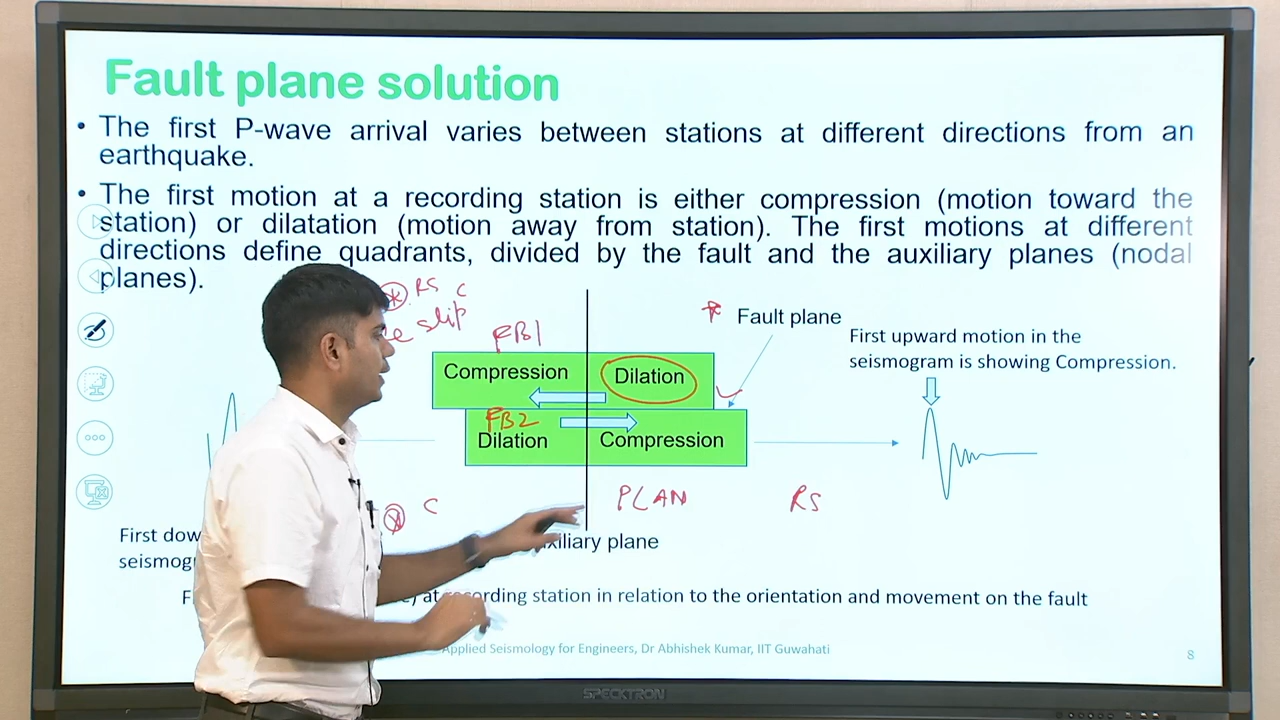 Fault plane solution
• The first P-wave arrival varies between stations at different directions from an
earthquake.
• The first motion at a recording station is either compression (motion toward the
station) or dilatation (motion away from station). The first motions at different
directions define quadrants, divided by the fault and the auxiliary planes (nodal
planes).
RS C
slip
FB1
Fault plane
First upward motion in the
seismogram is showing Compression.
Compression
Dilation
FB2
Dilation
Compression
C
PLAN
RS
First dow
seismog
xiliary plane
at recording station in relation to the orientation and movement on the fault
Applied Seismology for Engineers, Dr Abhishek Kumar, IIT Guwahati
8
SPECKTRON